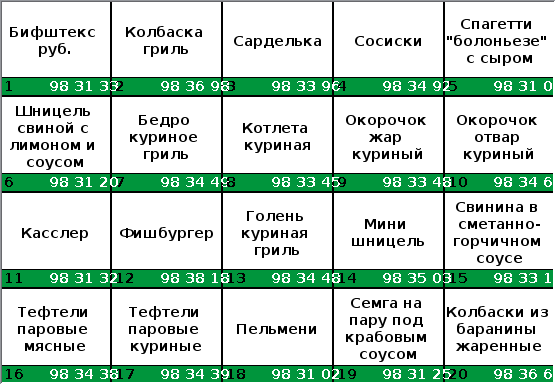 Бифштекс
руб.
Колбаска
гриль
Сарделька
Сосиски
Спагетти
"болоньезе"
с сыром
1 98 31 33
2 98 36 98
3 98 33 96
4 98 34 92
5 98 31 0
Шницель
свиной с
лимоном и
соусом
Бедро
куриное
гриль
Котлета
куриная
Окорочок
жар
куриный
Окорочок
отвар
куриный
6 98 31 20
7 98 34 49
8 98 33 45
9 98 33 48
10 98 34 6
Касслер
Фишбургер
Голень
куриная
гриль
Мини
шницель
Свинина в
сметанно-
горчичном
соусе
11 98 31 32
12 98 38 18
13 98 34 48
14 98 35 03
15 98 33 1
Тефтели
паровые
мясные
Тефтели
паровые
куриные
Пельмени
Семга на
пару под
крабовым
соусом
Колбаски из
баранины
жаренные
16 98 34 38
17 98 34 39
18 98 31 02
19 98 31 25
20 98 36 6